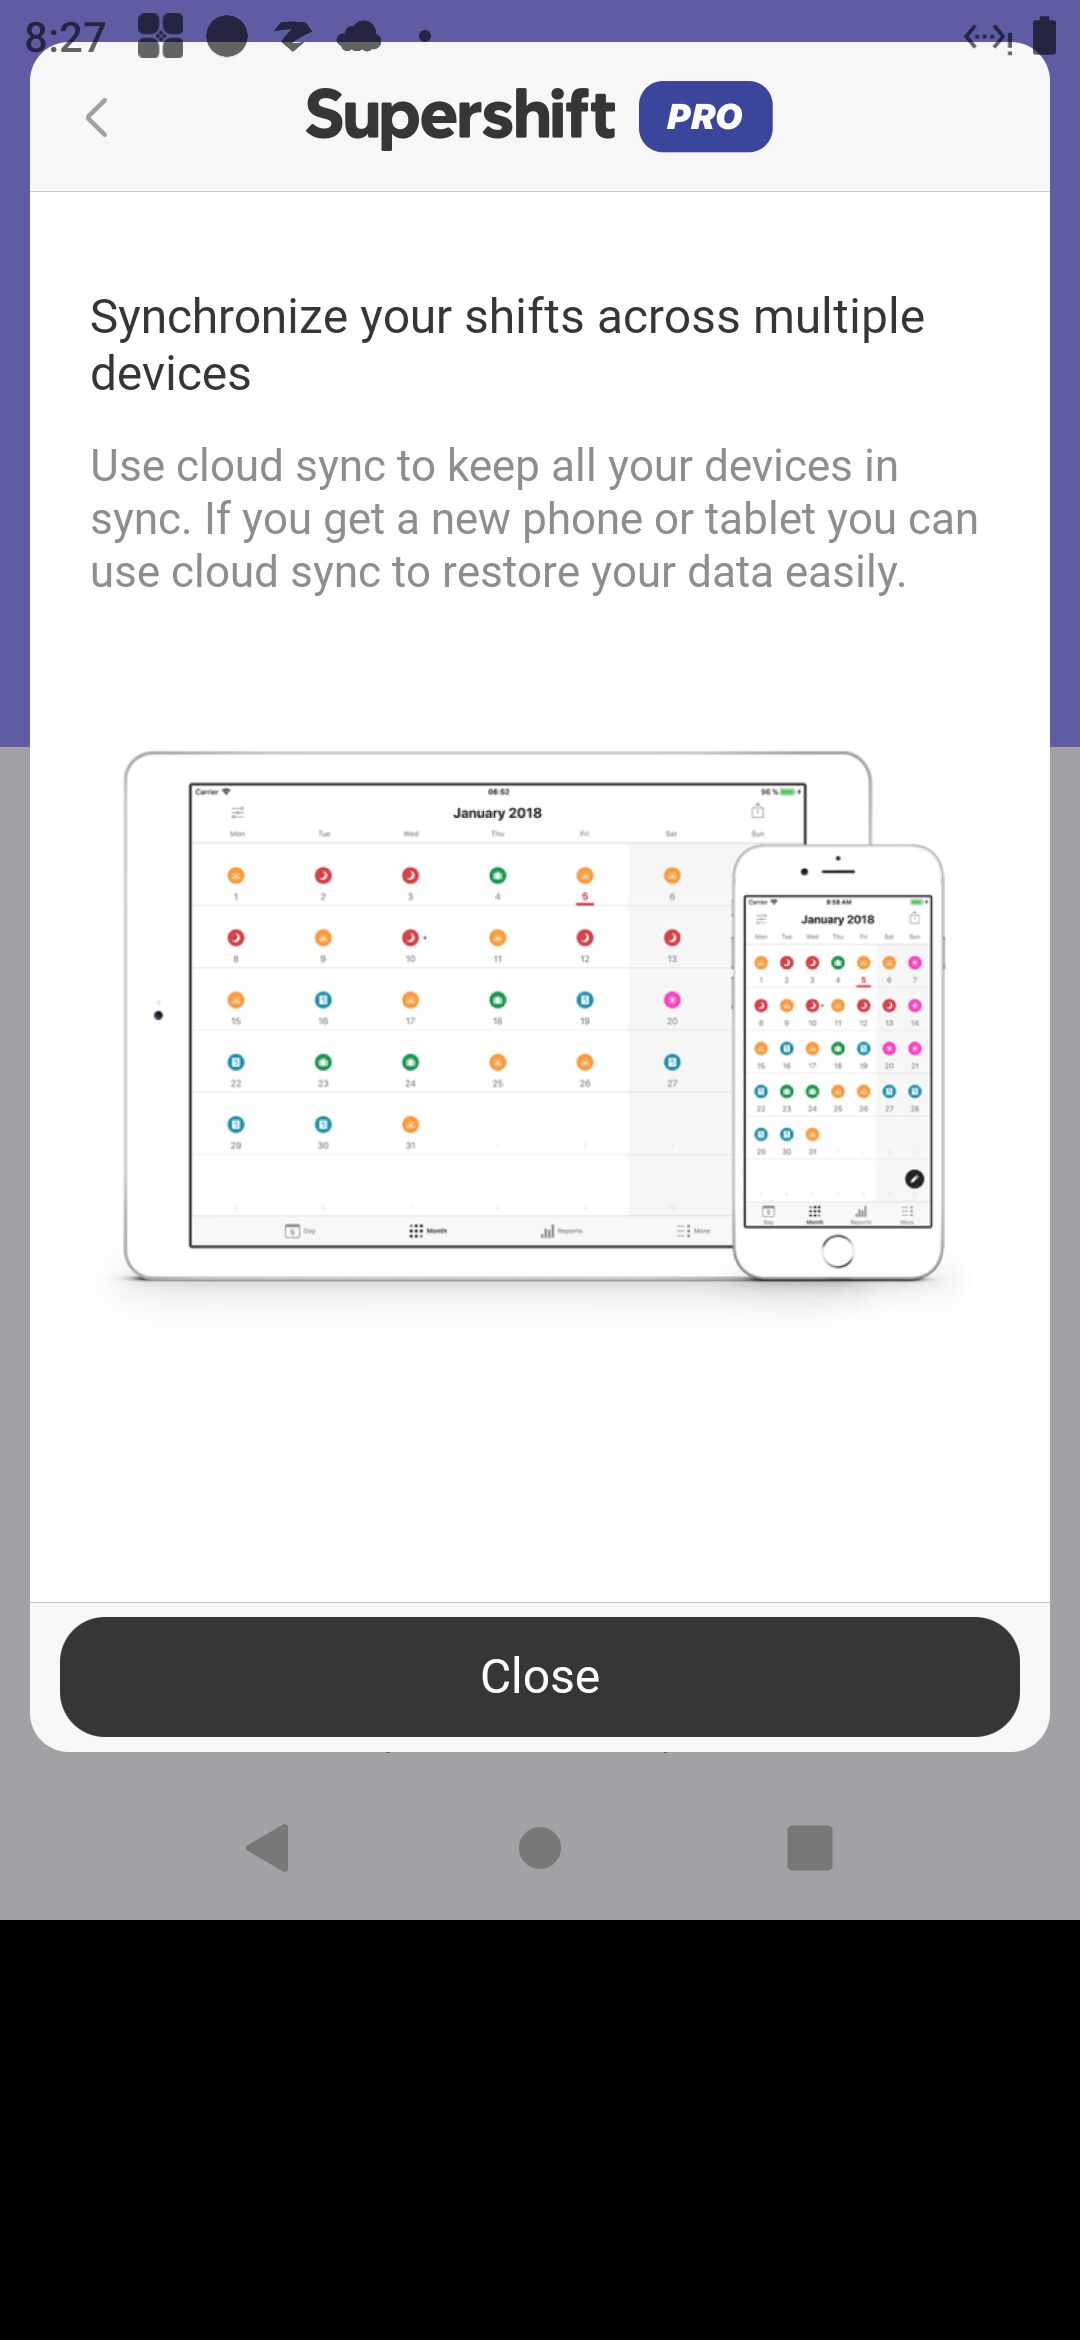 8:27
Supershift PRO
Synchronize your shifts across multiple
devices
Use cloud sync to keep all your devices in
sync. If you get a new phone or tablet you can
use cloud sync to restore your data easily.
Carrier 08:52 96 %
January 2018
Mon Tue Wed Thu Fri Sat Sun
1 2 3 4 5 6
8 9 10 11 12 13
15 16 17 18 19 20
22 23 24 25 26 27
29 30 31
Day Month Reports More
Carrier 8:58 AM
January 2018
Mon Tue Wed Thu Fri Sat Sun
1 2 3 4 5 6 7
8 9 10 11 12 13 14
15 16 17 18 19 20 21
22 23 24 25 26 27 28
29 30 31
Day Month Reports More
Close